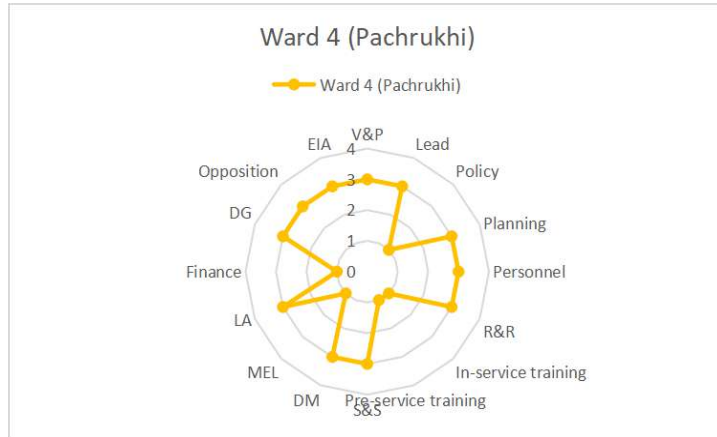 Ward 4 (Pachrukhi)
Ward 4 (Pachrukhi)
V&P
EIA
Lead
4
Opposition
Policy
3
DG
2
Planning
1
Finance
0
Personnel
LA
R&R
MEL
In-service training
DM
Pre-service training
S&S